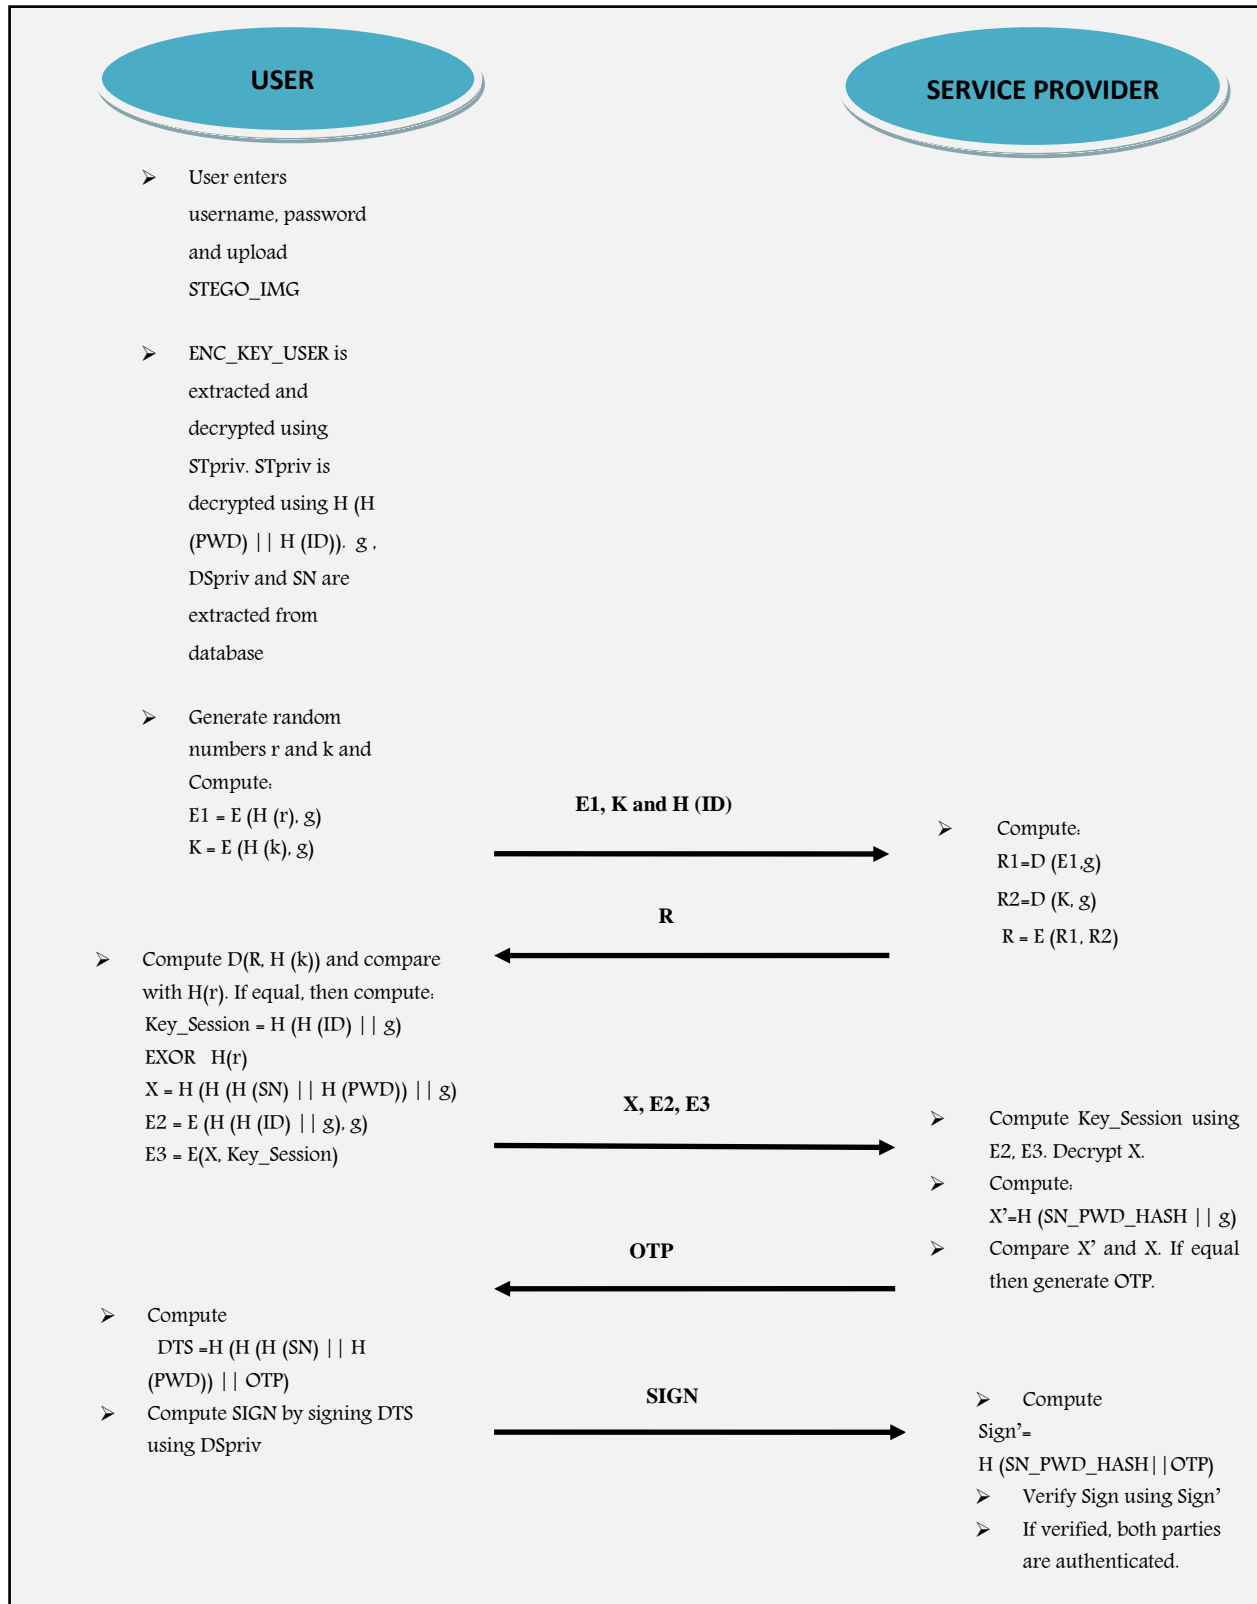 USER
SERVICE PROVIDER
➢ User enters
username, password
and upload
STEGO_IMG
➢ ENC_KEY_USER is
extracted and
decrypted using
STpriv. STpriv is
decrypted using H (H
(PWD) || H (ID)). g ,
DSpriv and SN are
extracted from
database
➢ Generate random
numbers r and k and
Compute:
E1 = E (H (r), g)
K = E (H (k), g)
E1, K and H (ID)
➢ Compute:
R1=D (E1,g)
R2=D (K, g)
R = E (R1, R2)
R
➢ Compute D(R, H (k)) and compare
with H(r). If equal, then compute:
Key_Session = H (H (ID) || g)
EXOR H(r)
X = H (H (H (SN) || H (PWD)) || g)
E2 = E (H (H (ID) || g), g)
E3 = E(X, Key_Session)
X, E2, E3
➢ Compute Key_Session using
E2, E3. Decrypt X.
➢ Compute:
X’=H (SN_PWD_HASH || g)
➢ Compare X’ and X. If equal
then generate OTP.
OTP
➢ Compute
DTS =H (H (H (SN) || H
(PWD)) || OTP)
➢ Compute SIGN by signing DTS
using DSpriv
SIGN
➢ Compute
Sign’=
H (SN_PWD_HASH||OTP)
➢ Verify Sign using Sign’
➢ If verified, both parties
are authenticated.